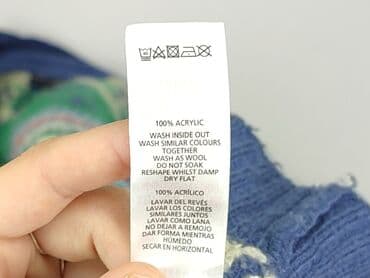 100% ACRYLIC
WASH INSIDE OUT
WASH SIMILAR COLOURS
TOGETHER
WASH AS WOOL
DO NOT SOAK
RESHAPE WHILST DAMP
DRY FLAT
100% ACRÍLICO
LAVAR DEL REVÉS
LAVAR LOS COLORES
SIMILARES JUNTOS
LAVAR COMO LANA
NO DEJAR A REMOJO
DAR FORMA MIENTRAS
HÚMEDO
SECAR EN HORIZONTAL